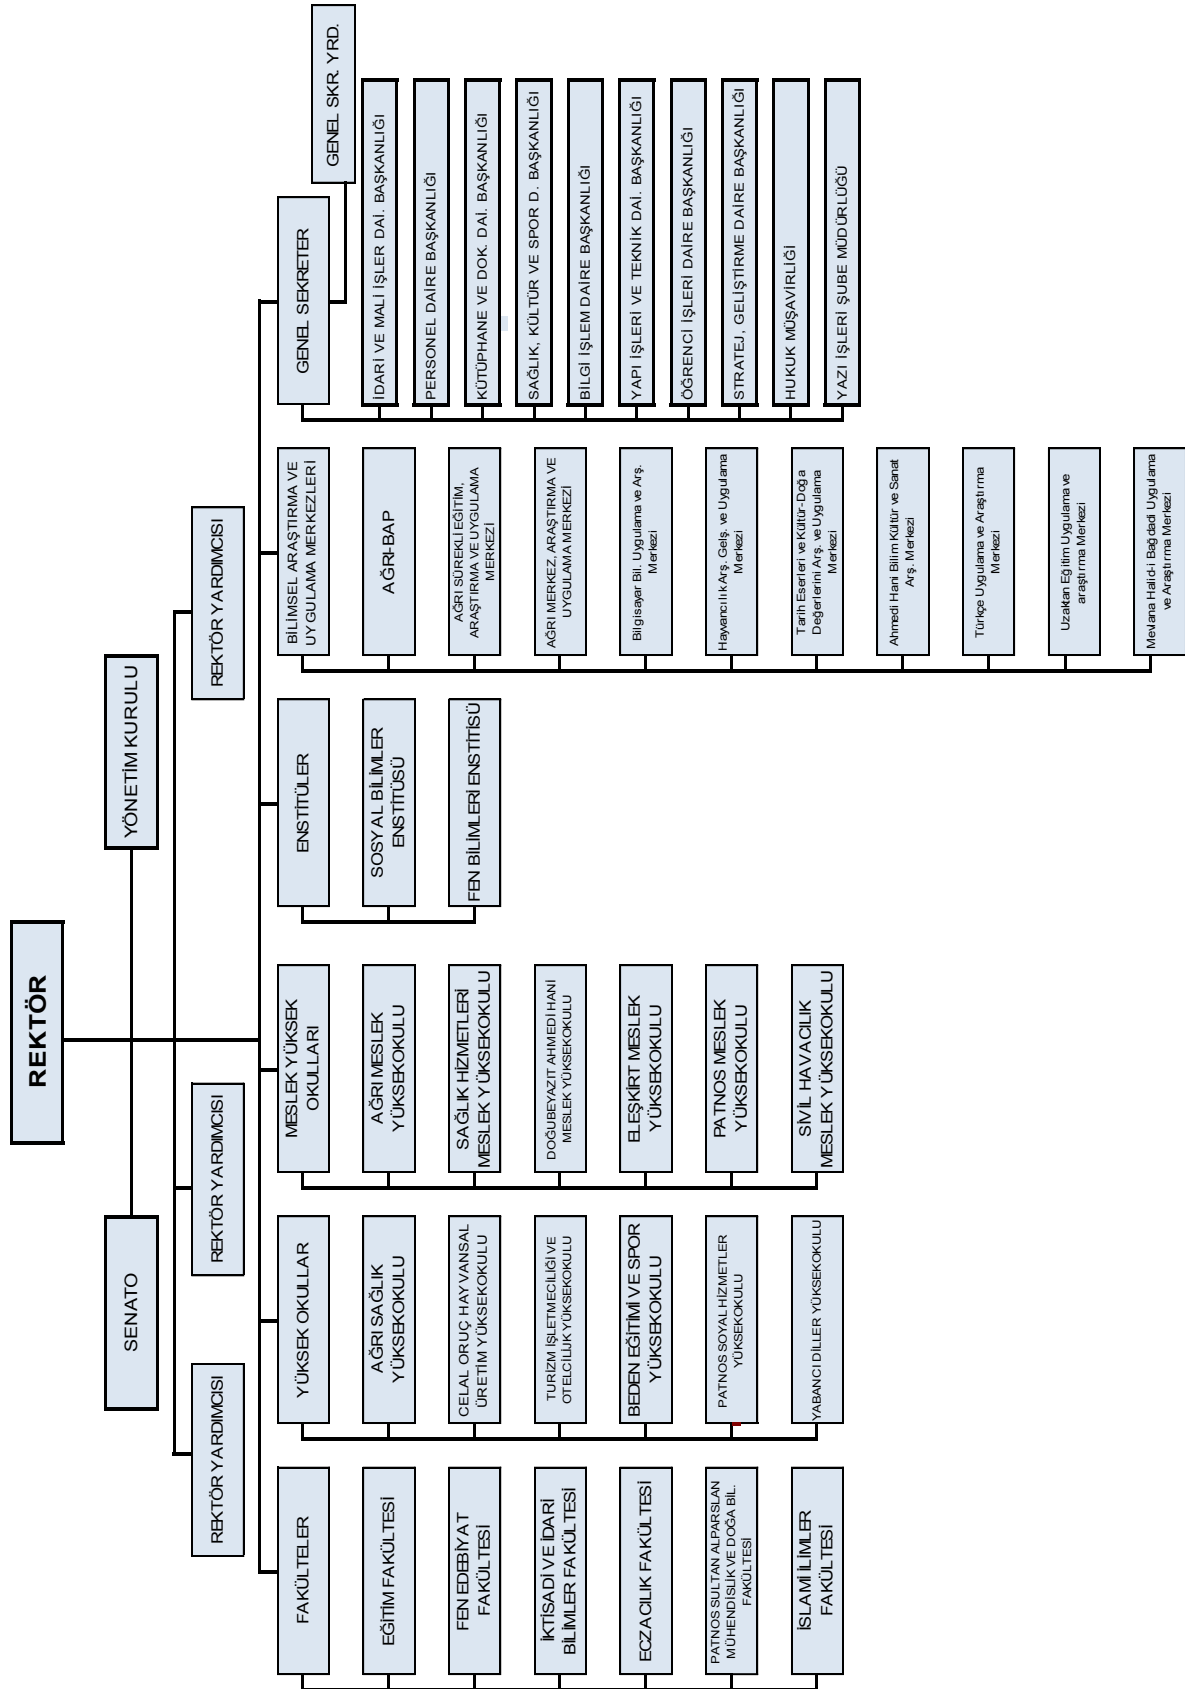 REKTÖR
SENATO
YÖNETİM KURULU
REKTÖR YARDIMCISI
REKTÖR YARDIMCISI
REKTÖR YARDIMCISI
FAKÜLTELER
EĞİTİM FAKÜLTESİ
FEN EDEBİYAT
FAKÜLTESİ
İKTİSADİ VE İDARİ
BİLİMLER FAKÜLTESİ
ECZACILIK FAKÜLTESİ
PATNOS SULTAN ALPARSLAN
MÜHENDİSLİK VE DOĞA BİL.
FAKÜLTESİ
İSLAMİ İLİMLER
FAKÜLTESİ
YÜKSEK OKULLAR
AĞRI SAĞLIK
YÜKSEKOKULU
CELAL ORUÇ HAYVANSAL
ÜRETİM YÜKSEKOKULU
TURİZM İŞLETMECİLİĞİ VE
OTELCİLİK YÜKSEKOKULU
BEDEN EĞİTİMİ VE SPOR
YÜKSEKOKULU
PATNOS SOYAL HİZMETLER
YÜKSEKOKULU
YABANCI DİLLER YÜKSEKOKULU
MESLEK YÜKSEK
OKULLARI
AĞRI MESLEK
YÜKSEKOKULU
SAĞLIK HİZMETLERİ
MESLEK YÜKSEKOKULU
DOĞUBEYAZIT AHMEDİ HANİ
MESLEK YÜKSEKOKULU
ELEŞKİRT MESLEK
YÜKSEKOKULU
PATNOS MESLEK
YÜKSEKOKULU
SİVİL HAVACILIK
MESLEK YÜKSEKOKULU
ENSTİTÜLER
SOSYAL BİLİMLER
ENSTİTÜSÜ
FEN BİLİMLERİ ENSTİTİSÜ
BİLİMSEL ARAŞTIRMA VE
UYGULAMA MERKEZLERİ
AĞRI-BAP
AĞRI SÜREKLİ EĞİTİM,
ARAŞTIRMA VE UYGULAMA
MERKEZİ
AĞRI MERKEZ, ARAŞTIRMA VE
UYGULAMA MERKEZİ
Bilgisayar Bil. Uygulama ve Arş.
Merkezi
Hayvancılık Arş. Gelş. ve Uygulama
Merkezi
Tarih Eserleri ve Kültür-Doğa
Değerlerini Arş. ve Uygulama
Merkezi
Ahmedi Hani Bilim Kültür ve Sanat
Arş. Merkezi
Türkçe Uygulama ve Araştırma
Merkezi
Uzaktan Eğitim Uygulama ve
araştırma Merkezi
Mevlana Halid-i Bağdadi Uygulama
ve Araştırma Merkezi
GENEL SEKRETER
GENEL SKR. YRD.
İDARİ VE MALİ İŞLER DAİ. BAŞKANLIĞI
PERSONEL DAİRE BAŞKANLIĞI
KÜTÜPHANE VE DOK. DAİ. BAŞKANLIĞI
SAĞLIK, KÜLTÜR VE SPOR D. BAŞKANLIĞI
BİLGİ İŞLEM DAİRE BAŞKANLIĞI
YAPI İŞLERİ VE TEKNİK DAİ. BAŞKANLIĞI
ÖĞRENCİ İŞLERİ DAİRE BAŞKANLIĞI
STRATEJ, GELİŞTİRME DAİRE BAŞKANLIĞI
HUKUK MÜŞAVİRLİĞİ
YAZI İŞLERİ ŞUBE MÜDÜRLÜĞÜ